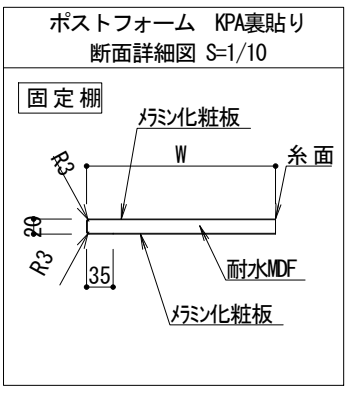 ポストフォーム KPA裏貼り
断面詳細図 S=1/10
固定棚
メラミン化粧板
R3
W
糸面
20
R3
35
耐水MDF
メラミン化粧板